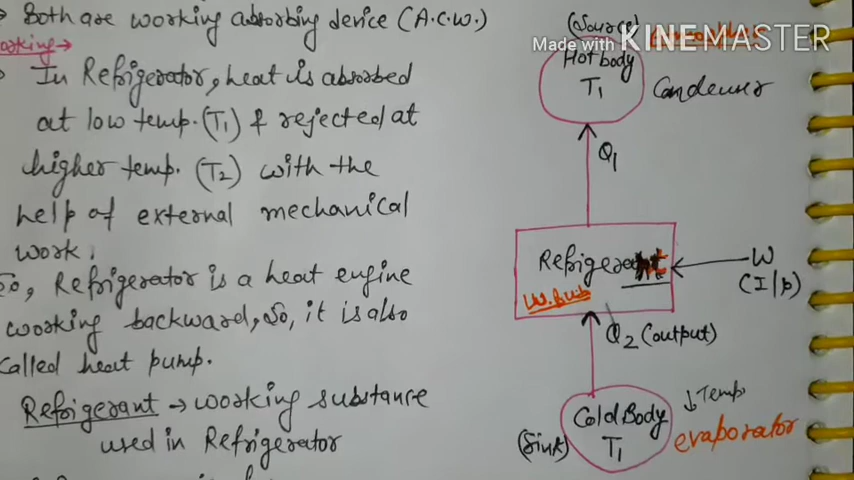 → Both are working absorbing device (A.C.W.)
orking→
In Refrigerator, heat is absorbed
at low temp. (T1) & rejected at
higher temp. (T2) with the
help of external mechanical
work.
So, Refrigerator is a heat engine
working backward, So, it is also
called heat pump.
Refrigerant → working substance
used in Refrigerator
(Source)
Made with KINEMASTER
Hot body
T1
Condenser
Q1
W
(I/p)
Q2 (output)
Cold Body
T1
(Sink)
↓Temp
evaporator